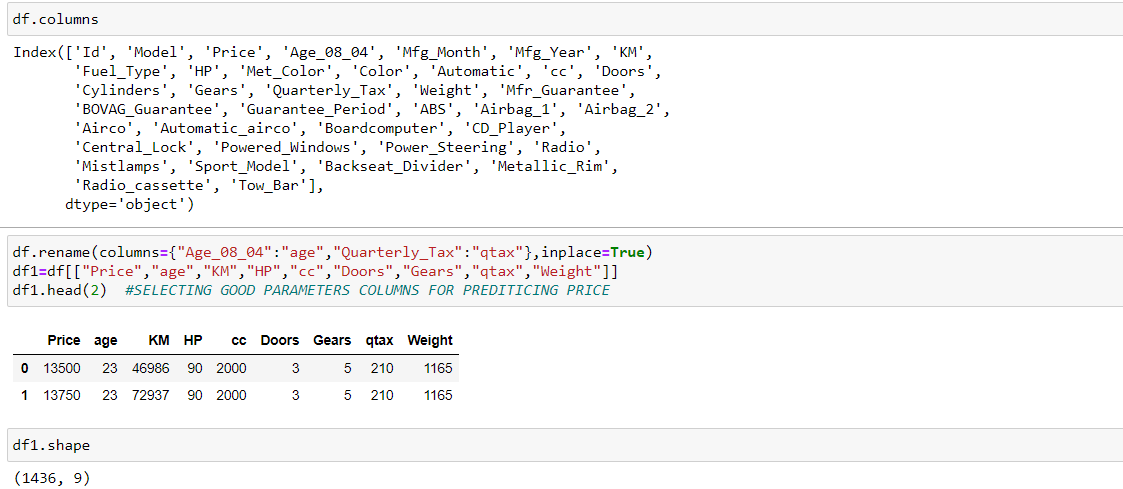 df.columns
Index(['Id', 'Model', 'Price', 'Age_08_04', 'Mfg_Month', 'Mfg_Year', 'KM',
'Fuel_Type', 'HP', 'Met_Color', 'Color', 'Automatic', 'cc', 'Doors',
'Cylinders', 'Gears', 'Quarterly_Tax', 'Weight', 'Mfr_Guarantee',
'BOVAG_Guarantee', 'Guarantee_Period', 'ABS', 'Airbag_1', 'Airbag_2',
'Airco', 'Automatic_airco', 'Boardcomputer', 'CD_Player',
'Central_Lock', 'Powered_Windows', 'Power_Steering', 'Radio',
'Mistlamps', 'Sport_Model', 'Backseat_Divider', 'Metallic_Rim',
'Radio_cassette', 'Tow_Bar'],
dtype='object')
df.rename(columns={"Age_08_04":"age","Quarterly_Tax":"qtax"},inplace=True)
df1=df[["Price","age","KM","HP","cc","Doors","Gears","qtax","Weight"]]
df1.head(2)  #SELECTING GOOD PARAMETERS COLUMNS FOR PREDITICING PRICE
Price age KM HP cc Doors Gears qtax Weight
0 13500 23 46986 90 2000 3 5 210 1165
1 13750 23 72937 90 2000 3 5 210 1165
df1.shape
(1436, 9)